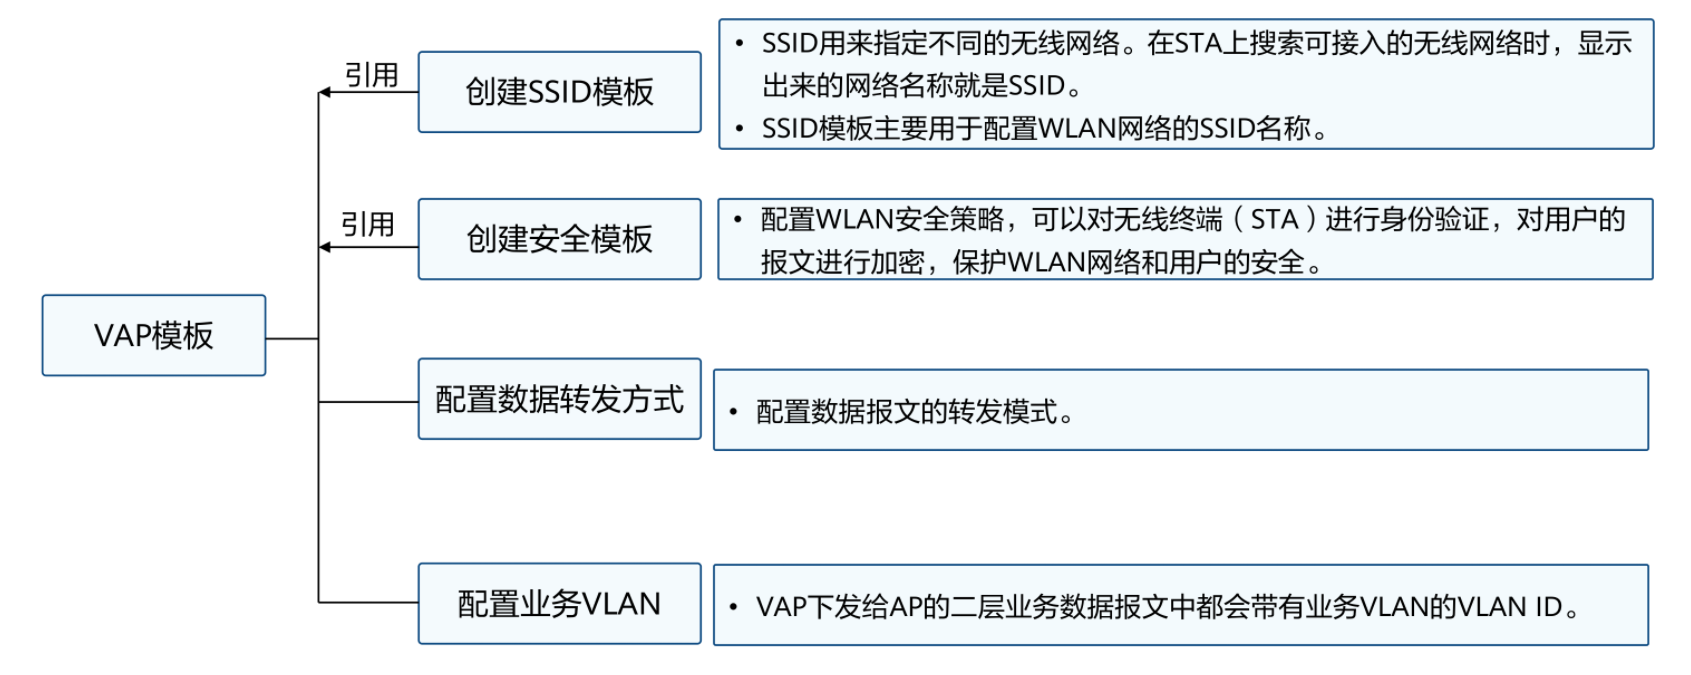 引用
创建SSID模板
• SSID用来指定不同的无线网络。在STA上搜索可接入的无线网络时，显示
出来的网络名称就是SSID。
• SSID模板主要用于配置WLAN网络的SSID名称。
引用
创建安全模板
• 配置WLAN安全策略，可以对无线终端（STA）进行身份验证，对用户的
报文进行加密，保护WLAN网络和用户的安全。
VAP模板
配置数据转发方式
• 配置数据报文的转发模式。
配置业务VLAN
• VAP下发给AP的二层业务数据报文中都会带有业务VLAN的VLAN ID。